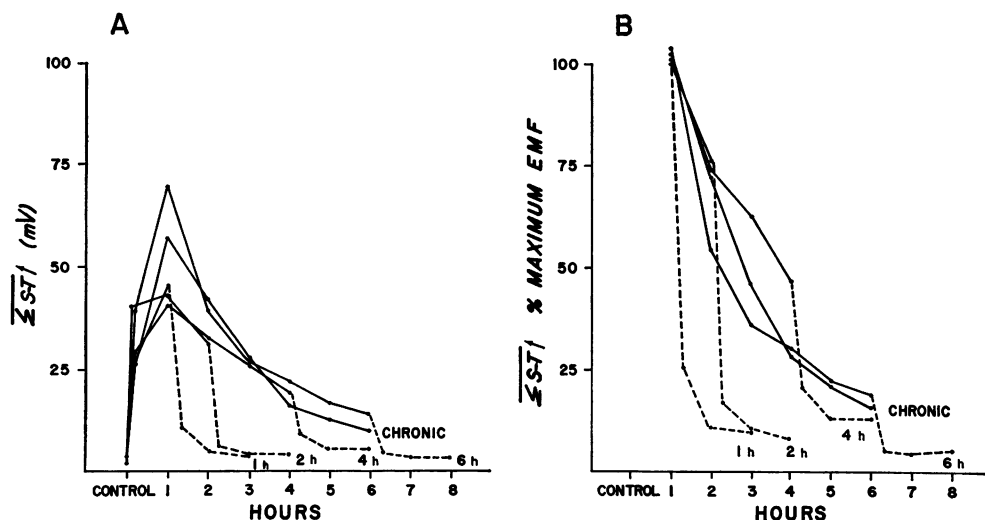 A
100
75
50
25
Σ S-T↑ (mV)
CONTROL 1 2 3 4 5 6 7 8
HOURS
CHRONIC
1 h
2 h
4 h
6 h
B
100
75
50
25
Σ S-T↑ % MAXIMUM EMF
CONTROL 1 2 3 4 5 6 7 8
HOURS
CHRONIC
1 h
2 h
4 h
6 h